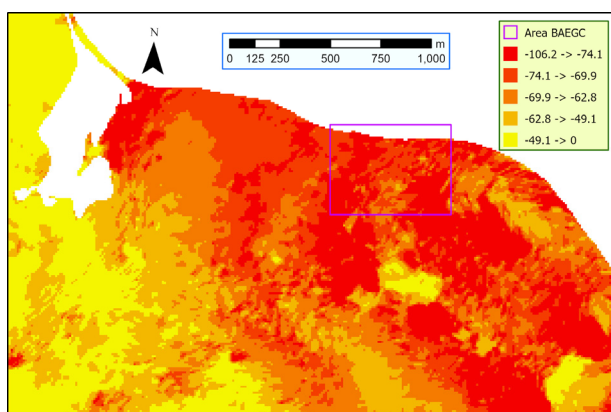 N
m
0 125 250 500 750 1,000
Area BAEGC
-106.2 -> -74.1
-74.1 -> -69.9
-69.9 -> -62.8
-62.8 -> -49.1
-49.1 -> 0